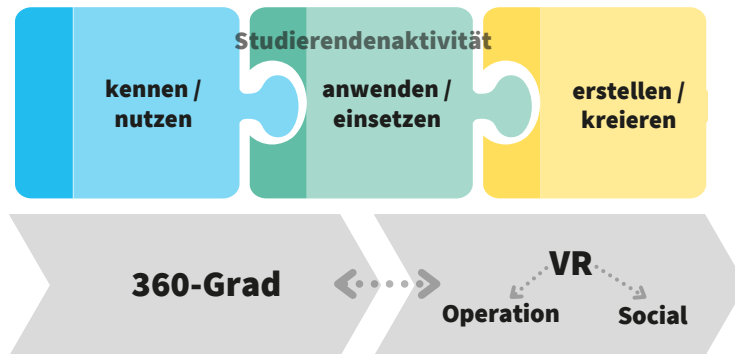 Studierendenaktivität
kennen /
nutzen
anwenden /
einsetzen
erstellen /
kreieren
360-Grad
VR
Operation
Social